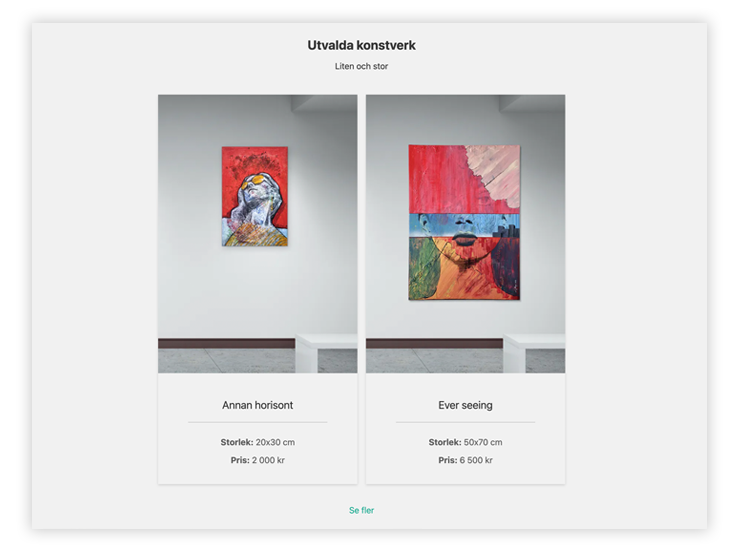 Utvalda konstverk
Liten och stor
Annan horisont
Storlek: 20x30 cm
Pris: 2 000 kr
Ever seeing
Storlek: 50x70 cm
Pris: 6 500 kr
Se fler